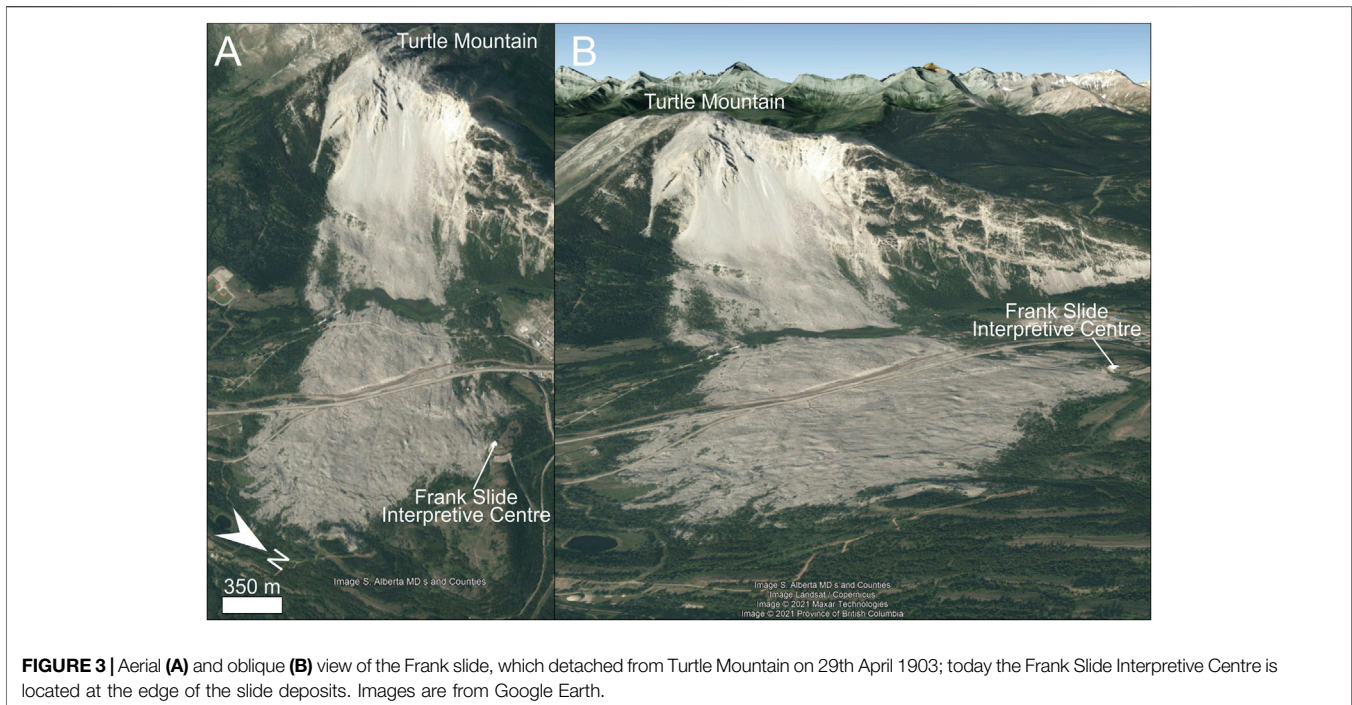 A
Turtle Mountain
Frank Slide
Interpretive Centre
N
350 m
Image S. Alberta MD s and Counties
B
Turtle Mountain
Frank Slide
Interpretive Centre
Image S. Alberta MD s and Counties
Image Landsat / Copernicus
Image © 2021 Maxar Technologies
Image © 2021 Province of British Columbia
FIGURE 3 | Aerial (A) and oblique (B) view of the Frank slide, which detached from Turtle Mountain on 29th April 1903; today the Frank Slide Interpretive Centre is
located at the edge of the slide deposits. Images are from Google Earth.